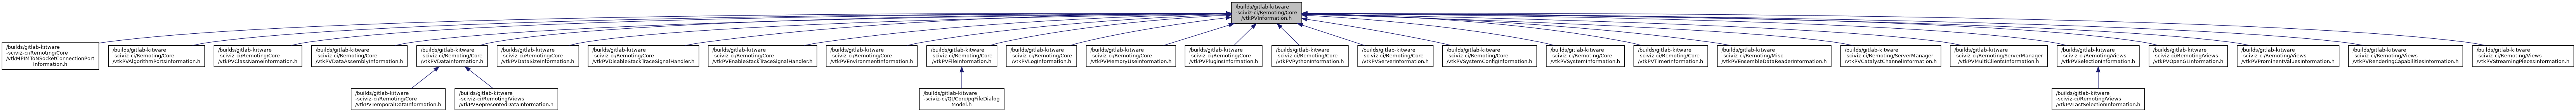 /builds/gitlab-kitware
-sciviz-ci/Remoting/Core
/vtkPVInformation.h
/builds/gitlab-kitware
-sciviz-ci/Remoting/Core
/vtkMPIMToNSocketConnectionPort
Information.h
/builds/gitlab-kitware
-sciviz-ci/Remoting/Core
/vtkPVAlgorithmPortsInformation.h
/builds/gitlab-kitware
-sciviz-ci/Remoting/Core
/vtkPVClassNameInformation.h
/builds/gitlab-kitware
-sciviz-ci/Remoting/Core
/vtkPVDataAssemblyInformation.h
/builds/gitlab-kitware
-sciviz-ci/Remoting/Core
/vtkPVDataInformation.h
/builds/gitlab-kitware
-sciviz-ci/Remoting/Core
/vtkPVDataSizeInformation.h
/builds/gitlab-kitware
-sciviz-ci/Remoting/Core
/vtkPVDisableStackTraceSignalHandler.h
/builds/gitlab-kitware
-sciviz-ci/Remoting/Core
/vtkPVEnableStackTraceSignalHandler.h
/builds/gitlab-kitware
-sciviz-ci/Remoting/Core
/vtkPVEnvironmentInformation.h
/builds/gitlab-kitware
-sciviz-ci/Remoting/Core
/vtkPVFileInformation.h
/builds/gitlab-kitware
-sciviz-ci/Remoting/Core
/vtkPVLogInformation.h
/builds/gitlab-kitware
-sciviz-ci/Remoting/Core
/vtkPVMemoryUseInformation.h
/builds/gitlab-kitware
-sciviz-ci/Remoting/Core
/vtkPVPluginsInformation.h
/builds/gitlab-kitware
-sciviz-ci/Remoting/Core
/vtkPVPythonInformation.h
/builds/gitlab-kitware
-sciviz-ci/Remoting/Core
/vtkPVServerInformation.h
/builds/gitlab-kitware
-sciviz-ci/Remoting/Core
/vtkPVSystemConfigInformation.h
/builds/gitlab-kitware
-sciviz-ci/Remoting/Core
/vtkPVSystemInformation.h
/builds/gitlab-kitware
-sciviz-ci/Remoting/Core
/vtkPVTimerInformation.h
/builds/gitlab-kitware
-sciviz-ci/Remoting/Misc
/vtkPVEnsembleDataReaderInformation.h
/builds/gitlab-kitware
-sciviz-ci/Remoting/ServerManager
/vtkPVCatalystChannelInformation.h
/builds/gitlab-kitware
-sciviz-ci/Remoting/ServerManager
/vtkPVMultiClientsInformation.h
/builds/gitlab-kitware
-sciviz-ci/Remoting/Views
/vtkPVSelectionInformation.h
/builds/gitlab-kitware
-sciviz-ci/Remoting/Views
/vtkPVOpenGLInformation.h
/builds/gitlab-kitware
-sciviz-ci/Remoting/Views
/vtkPVProminentValuesInformation.h
/builds/gitlab-kitware
-sciviz-ci/Remoting/Views
/vtkPVRenderingCapabilitiesInformation.h
/builds/gitlab-kitware
-sciviz-ci/Remoting/Views
/vtkPVStreamingPiecesInformation.h
/builds/gitlab-kitware
-sciviz-ci/Remoting/Core
/vtkPVTemporalDataInformation.h
/builds/gitlab-kitware
-sciviz-ci/Remoting/Views
/vtkPVRepresentedDataInformation.h
/builds/gitlab-kitware
-sciviz-ci/Qt/Core/pqFileDialog
Model.h
/builds/gitlab-kitware
-sciviz-ci/Remoting/Views
/vtkPVLastSelectionInformation.h